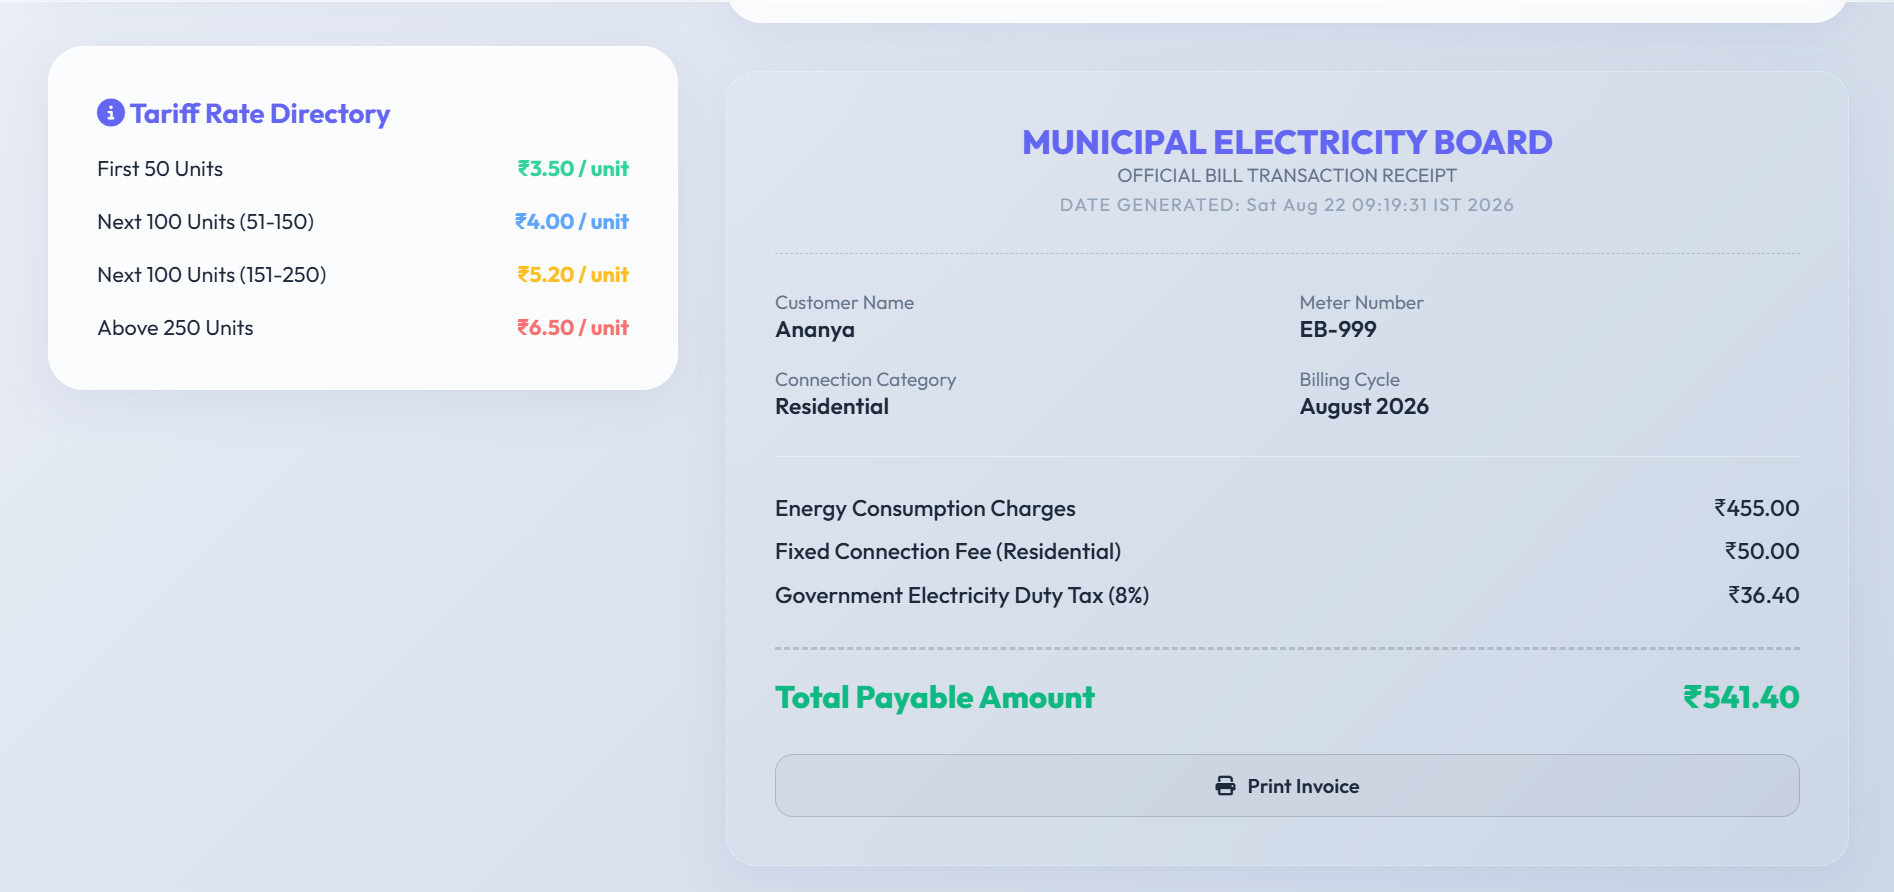 Tariff Rate Directory
First 50 Units ₹3.50 / unit
Next 100 Units (51-150) ₹4.00 / unit
Next 100 Units (151-250) ₹5.20 / unit
Above 250 Units ₹6.50 / unit
MUNICIPAL ELECTRICITY BOARD
OFFICIAL BILL TRANSACTION RECEIPT
DATE GENERATED: Sat Aug 22 09:19:31 IST 2026
Customer Name Meter Number
Ananya EB-999
Connection Category Billing Cycle
Residential August 2026
Energy Consumption Charges ₹455.00
Fixed Connection Fee (Residential) ₹50.00
Government Electricity Duty Tax (8%) ₹36.40
Total Payable Amount ₹541.40
Print Invoice